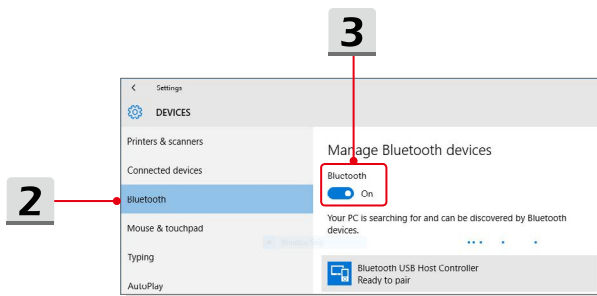 3
Settings
DEVICES
Printers & scanners
Connected devices
2
Bluetooth
Mouse & touchpad
Typing
AutoPlay
Manage Bluetooth devices
Bluetooth
On
Your PC is searching for and can be discovered by Bluetooth
devices.
Bluetooth USB Host Controller
Ready to pair